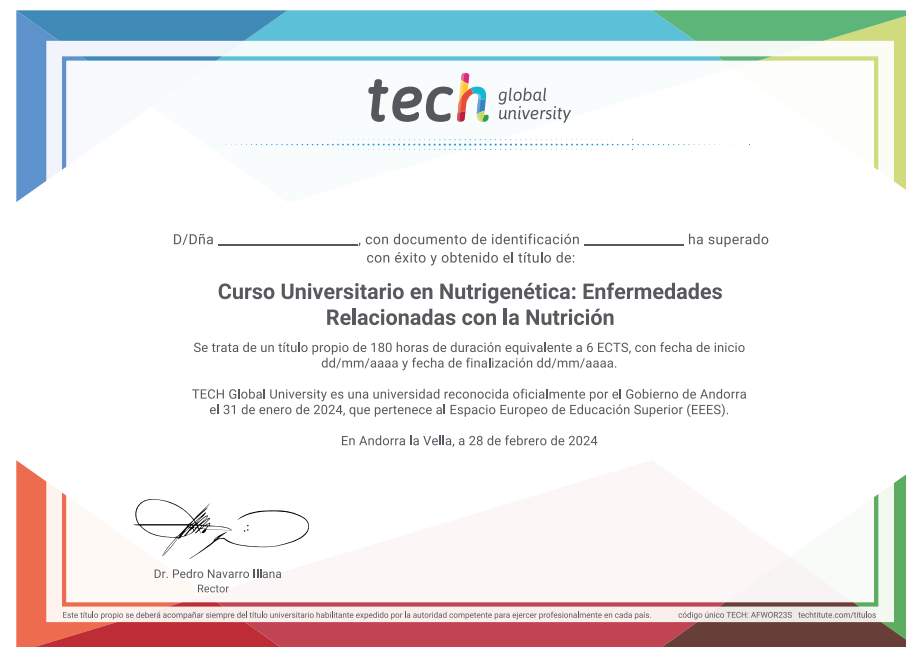 tech global university
D/Dña ________________, con documento de identificación ____________ ha superado
con éxito y obtenido el título de:
Curso Universitario en Nutrigenética: Enfermedades
Relacionadas con la Nutrición
Se trata de un título propio de 180 horas de duración equivalente a 6 ECTS, con fecha de inicio
dd/mm/aaaa y fecha de finalización dd/mm/aaaa.
TECH Global University es una universidad reconocida oficialmente por el Gobierno de Andorra
el 31 de enero de 2024, que pertenece al Espacio Europeo de Educación Superior (EEES).
En Andorra la Vella, a 28 de febrero de 2024
Dr. Pedro Navarro Illana
Rector
Este título propio se deberá acompañar siempre del título universitario habilitante expedido por la autoridad competente para ejercer profesionalmente en cada país. código único TECH: AFWOR23S techtitute.com/titulos